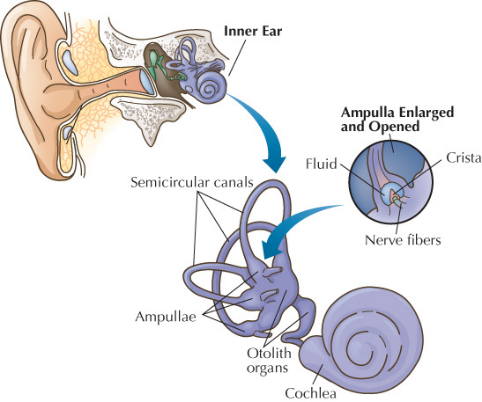 Inner Ear
Ampulla Enlarged
and Opened
Fluid
Crista
Nerve fibers
Semicircular canals
Ampullae
Otolith
organs
Cochlea